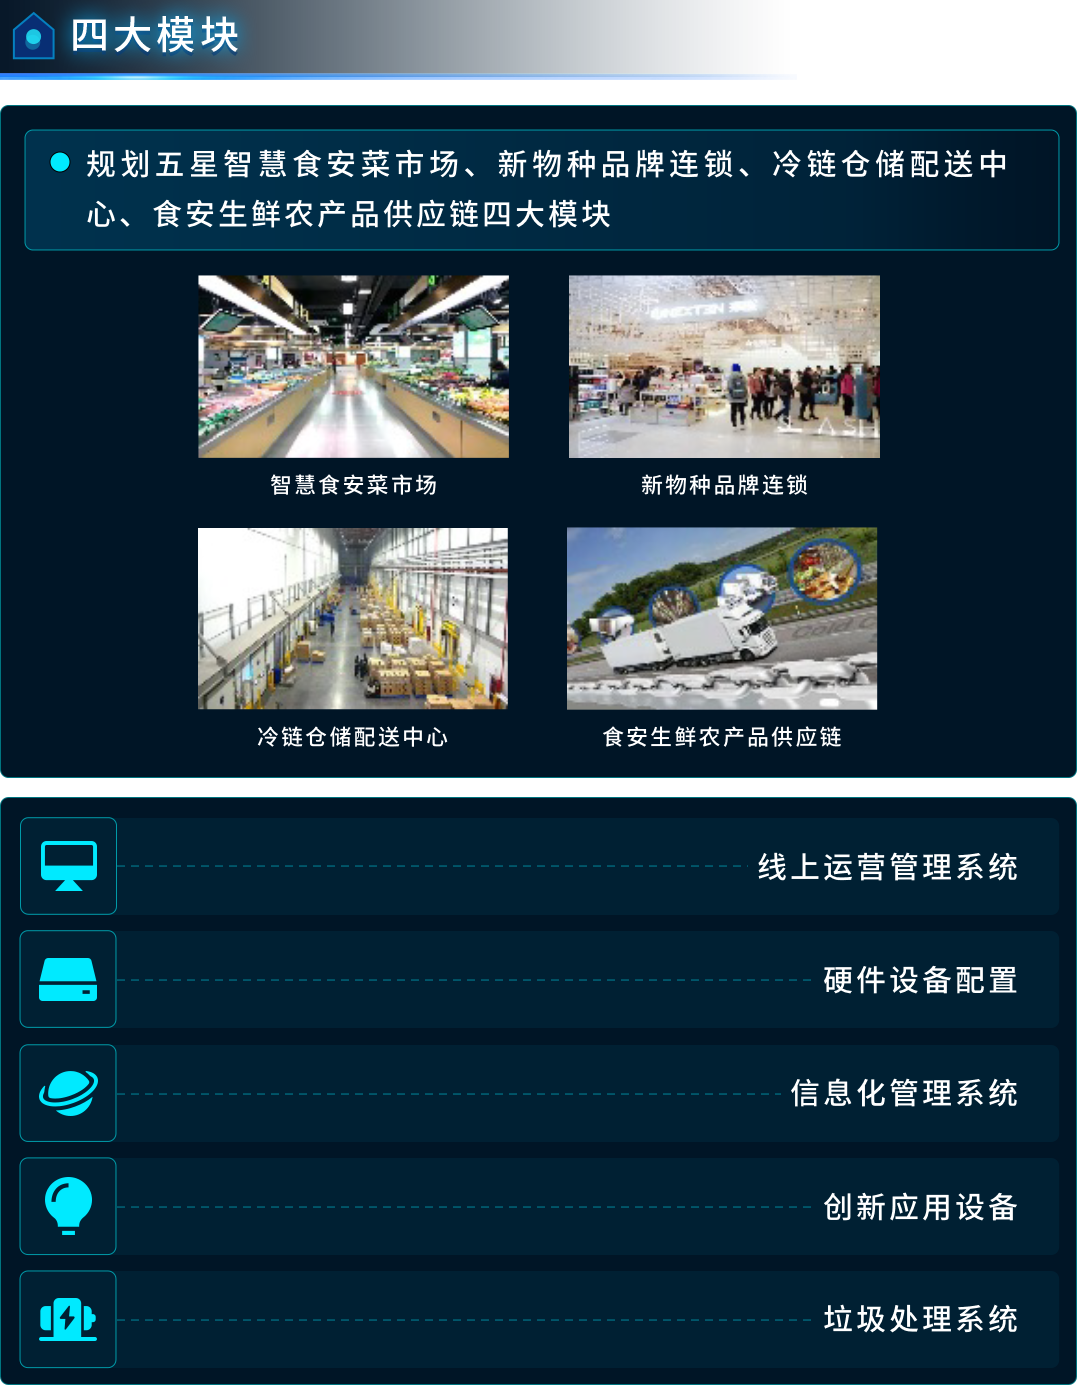 四大模块
规划五星智慧食安菜市场、新物种品牌连锁、冷链仓储配送中
心、食安生鲜农产品供应链四大模块
智慧食安菜市场
新物种品牌连锁
冷链仓储配送中心
食安生鲜农产品供应链
线上运营管理系统
硬件设备配置
信息化管理系统
创新应用设备
垃圾处理系统